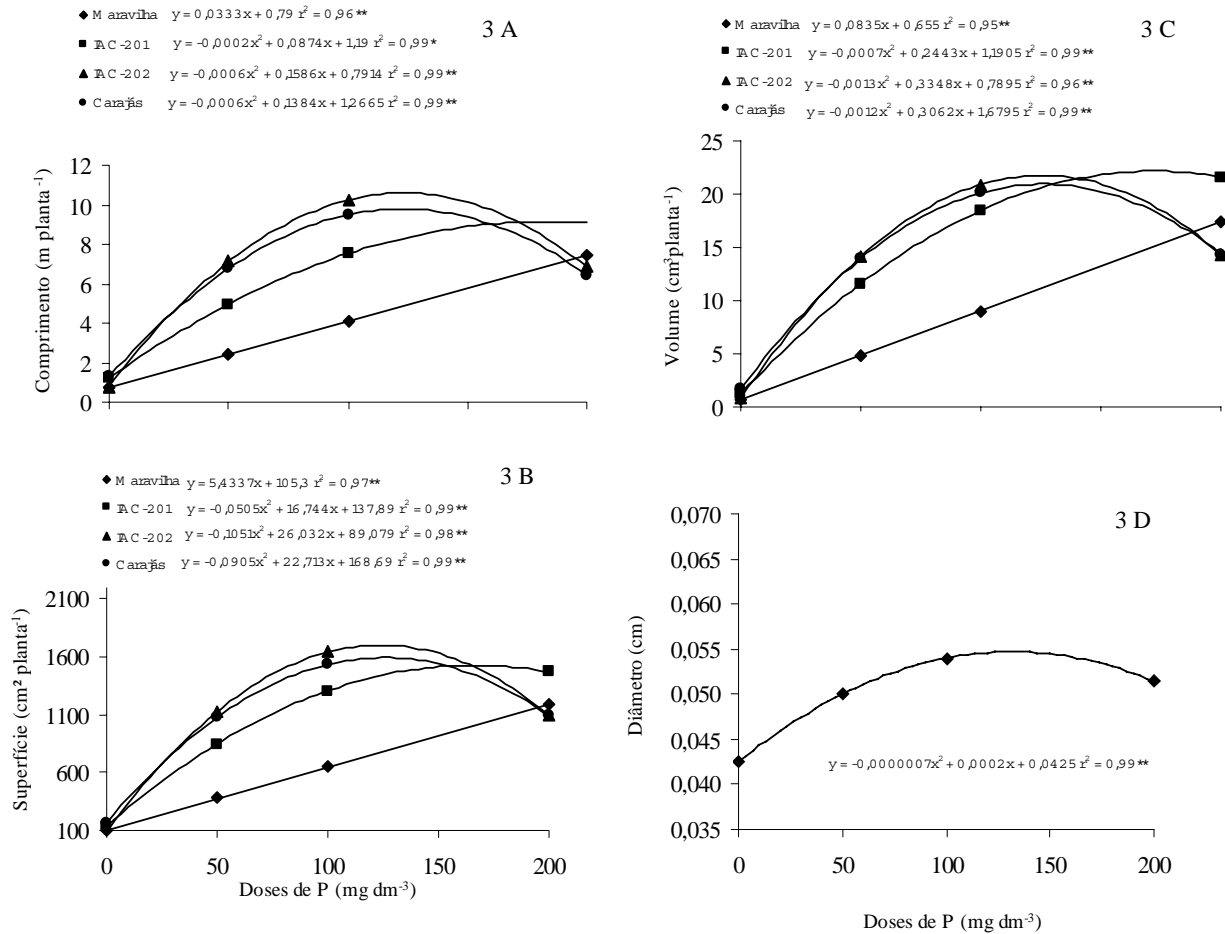 Maravilha y = 0,0333x + 0,79 r² = 0,96**
IAC-201 y = -0,0002x² + 0,0874x + 1,19 r² = 0,99*
IAC-202 y = -0,0006x² + 0,1586x + 0,7914 r² = 0,99**
Carajás y = -0,0006x² + 0,1384x + 1,2665 r² = 0,99**
3 A
Comprimento (m planta⁻¹)
12
10
8
6
4
2
0
Maravilha y = 0,0835x + 0,655 r² = 0,95**
IAC-201 y = -0,0007x² + 0,2443x + 1,1905 r² = 0,99**
IAC-202 y = -0,0013x² + 0,3348x + 0,7895 r² = 0,96**
Carajás y = -0,0012x² + 0,3062x + 1,6795 r² = 0,99**
3 C
Volume (cm³planta⁻¹)
25
20
15
10
5
0
Maravilha y = 5,4337x + 105,3 r² = 0,97**
IAC-201 y = -0,0505x² + 16,744x + 137,89 r² = 0,99**
IAC-202 y = -0,1051x² + 26,032x + 89,079 r² = 0,98**
Carajás y = -0,0905x² + 22,713x + 168,69 r² = 0,99**
3 B
Superfície (cm² planta⁻¹)
2100
1600
1100
600
100
0 50 100 150 200
Doses de P (mg dm⁻³)
3 D
Diâmetro (cm)
0,070
0,065
0,060
0,055
0,050
0,045
0,040
0,035
y = -0,0000007x² + 0,0002x + 0,0425 r² = 0,99**
0 50 100 150 200
Doses de P (mg dm⁻³)